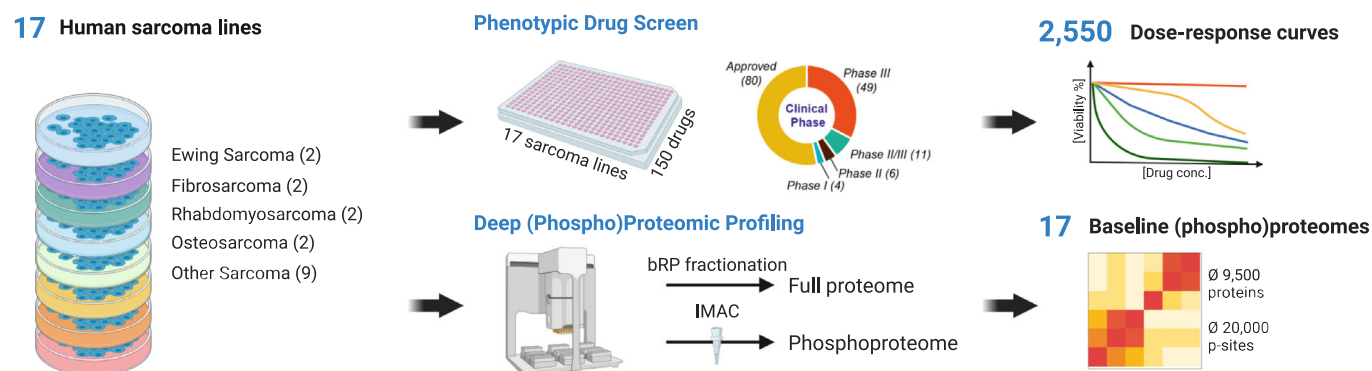 17 Human sarcoma lines
Ewing Sarcoma (2)
Fibrosarcoma (2)
Rhabdomyosarcoma (2)
Osteosarcoma (2)
Other Sarcoma (9)
Phenotypic Drug Screen
17 sarcoma lines
150 drugs
Approved
(80)
Phase III
(49)
Clinical
Phase
Phase II/III (11)
Phase II (6)
Phase I (4)
2,550 Dose-response curves
[Viability %]
[Drug conc.]
Deep (Phospho)Proteomic Profiling
bRP fractionation
Full proteome
IMAC
Phosphoproteome
17 Baseline (phospho)proteomes
Ø 9,500
proteins
Ø 20,000
p-sites